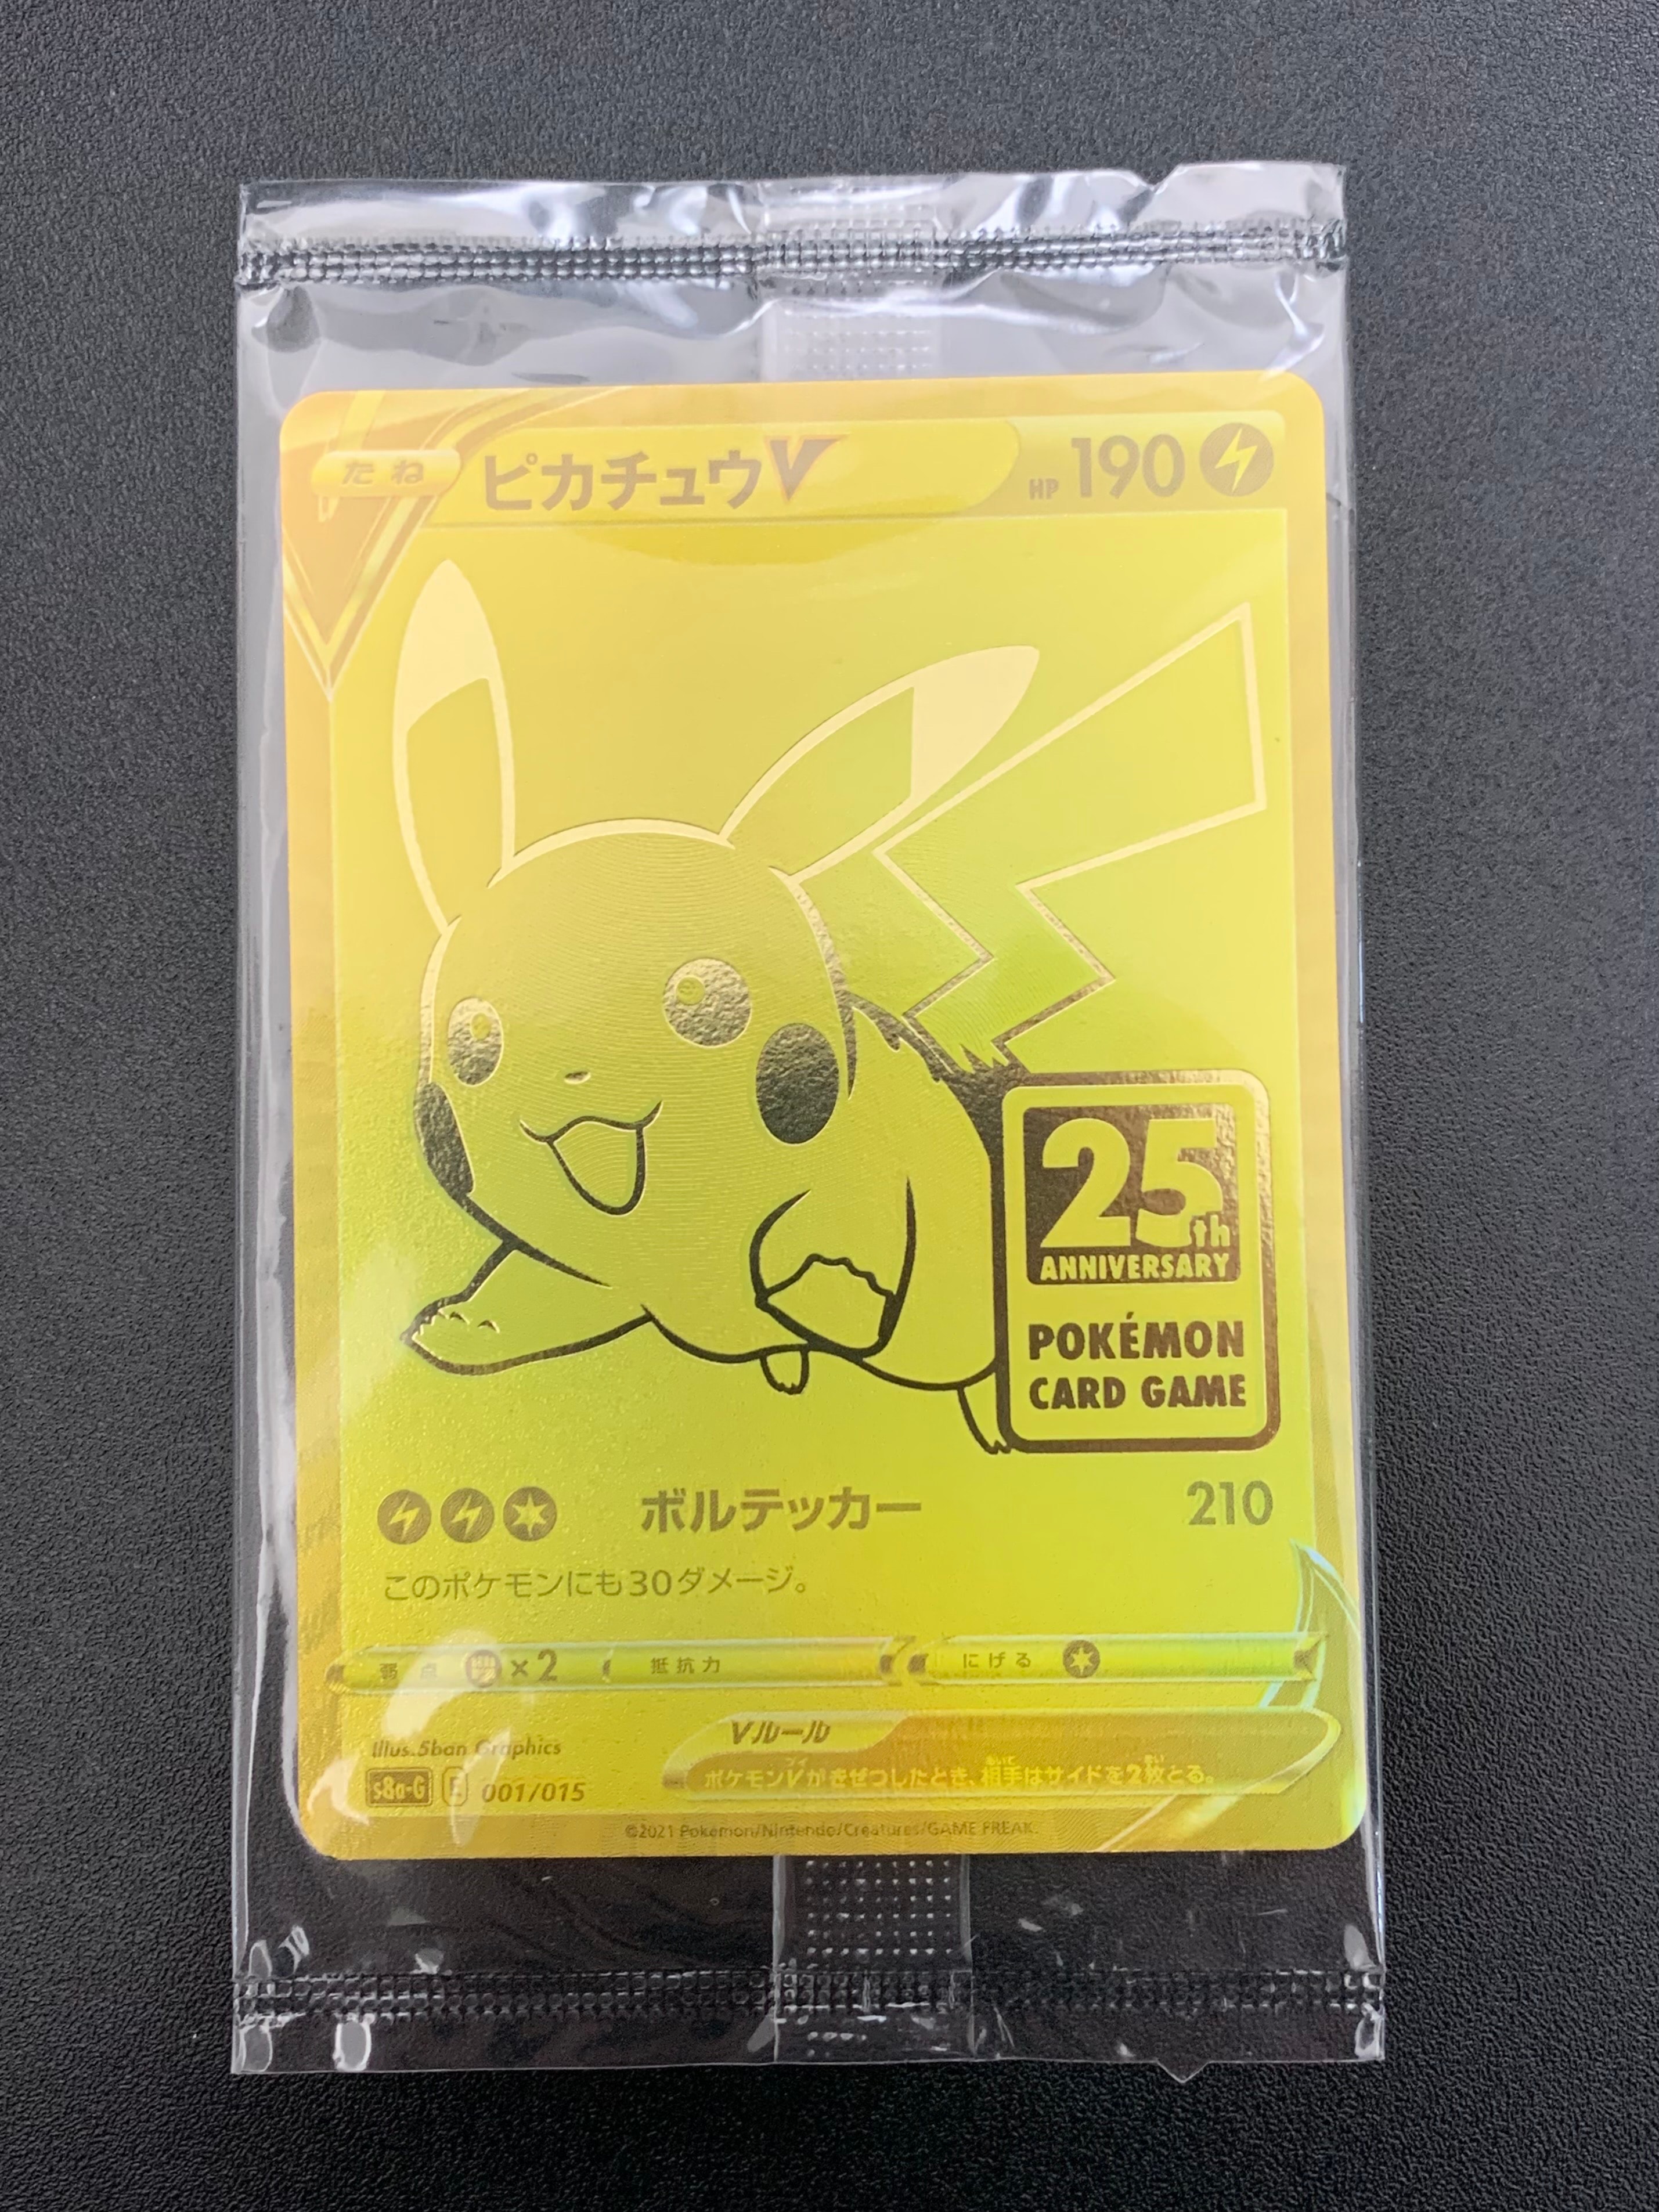 たね ピカチュウV HP 190
25th
ANNIVERSARY
POKÉMON
CARD GAME
ボルテッカー 210
このポケモンにも30ダメージ。
弱点 ×2 抵抗力 にげる
Illus.5ban Graphics
Vルール
s8a-G E 001/015
ポケモンVがきぜつしたとき、相手はサイドを2枚とる。
©2021 Pokémon/Nintendo/Creatures/GAME FREAK.